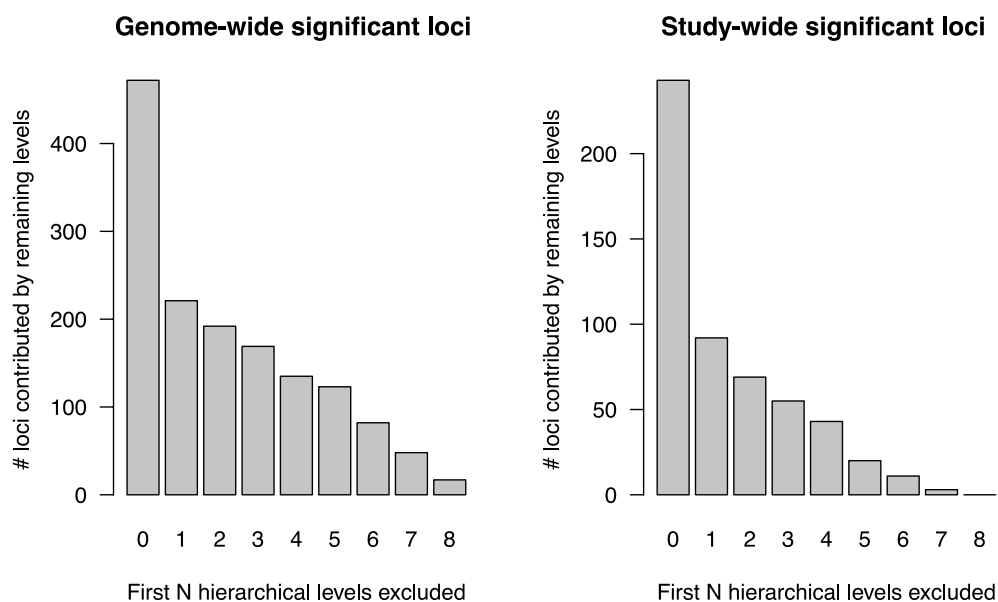 Genome-wide significant loci
# loci contributed by remaining levels
400
300
200
100
0
0 1 2 3 4 5 6 7 8
First N hierarchical levels excluded
Study-wide significant loci
# loci contributed by remaining levels
200
150
100
50
0
0 1 2 3 4 5 6 7 8
First N hierarchical levels excluded